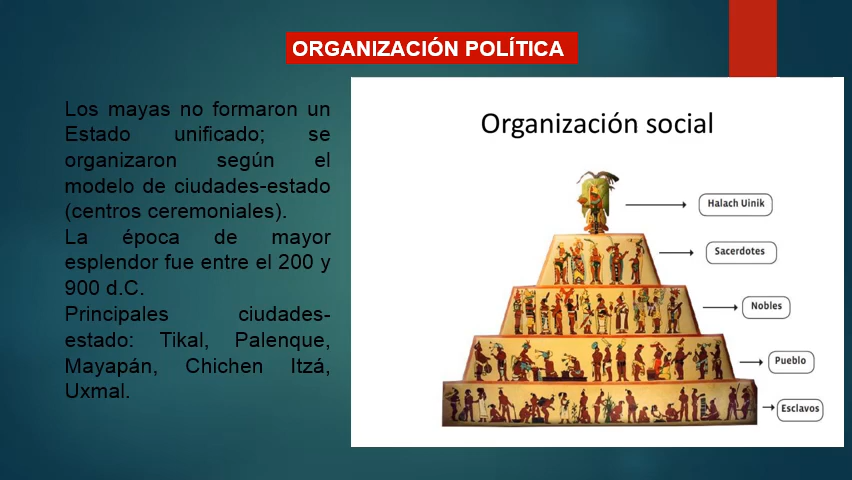 ORGANIZACIÓN POLÍTICA
Los mayas no formaron un
Estado unificado; se
organizaron según el
modelo de ciudades-estado
(centros ceremoniales).
La época de mayor
esplendor fue entre el 200 y
900 d.C.
Principales ciudades-
estado: Tikal, Palenque,
Mayapán, Chichen Itzá,
Uxmal.
Organización social
Halach Uinik
Sacerdotes
Nobles
Pueblo
Esclavos